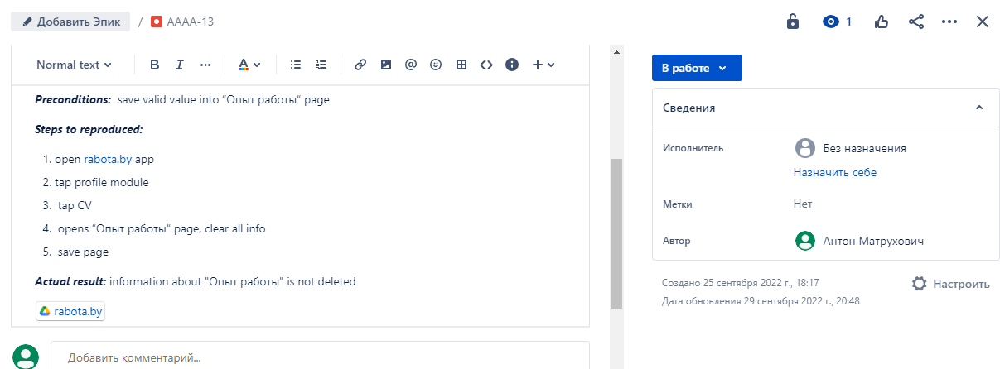 Добавить Эпик / AAAA-13
1
Normal text
B I ... A @
Preconditions: save valid value into “Опыт работы“ page
Steps to reproduced:
1. open rabota.by app
2. tap profile module
3. tap CV
4. opens “Опыт работы“ page, clear all info
5. save page
Actual result: information about "Опыт работы" is not deleted
rabota.by
Добавить комментарий...
В работе
Сведения
Исполнитель Без назначения
Назначить себе
Метки Нет
Автор Антон Матрухович
Создано 25 сентября 2022 г., 18:17
Настроить
Дата обновления 29 сентября 2022 г., 20:48